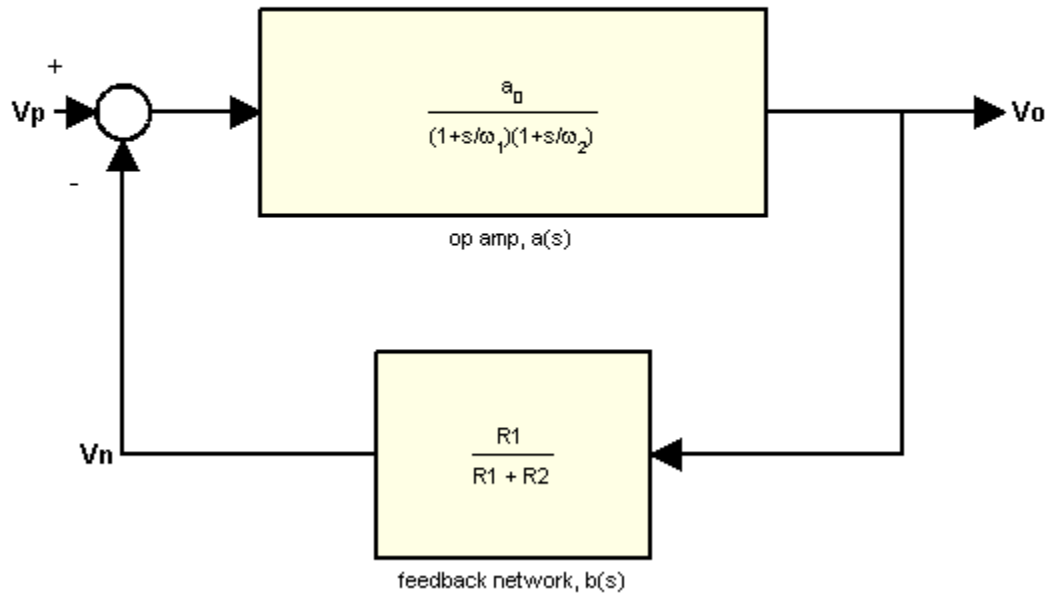 +
Vp
-
a₀
(1+s/ω₁)(1+s/ω₂)
Vo
op amp, a(s)
Vn
R1
R1 + R2
feedback network, b(s)